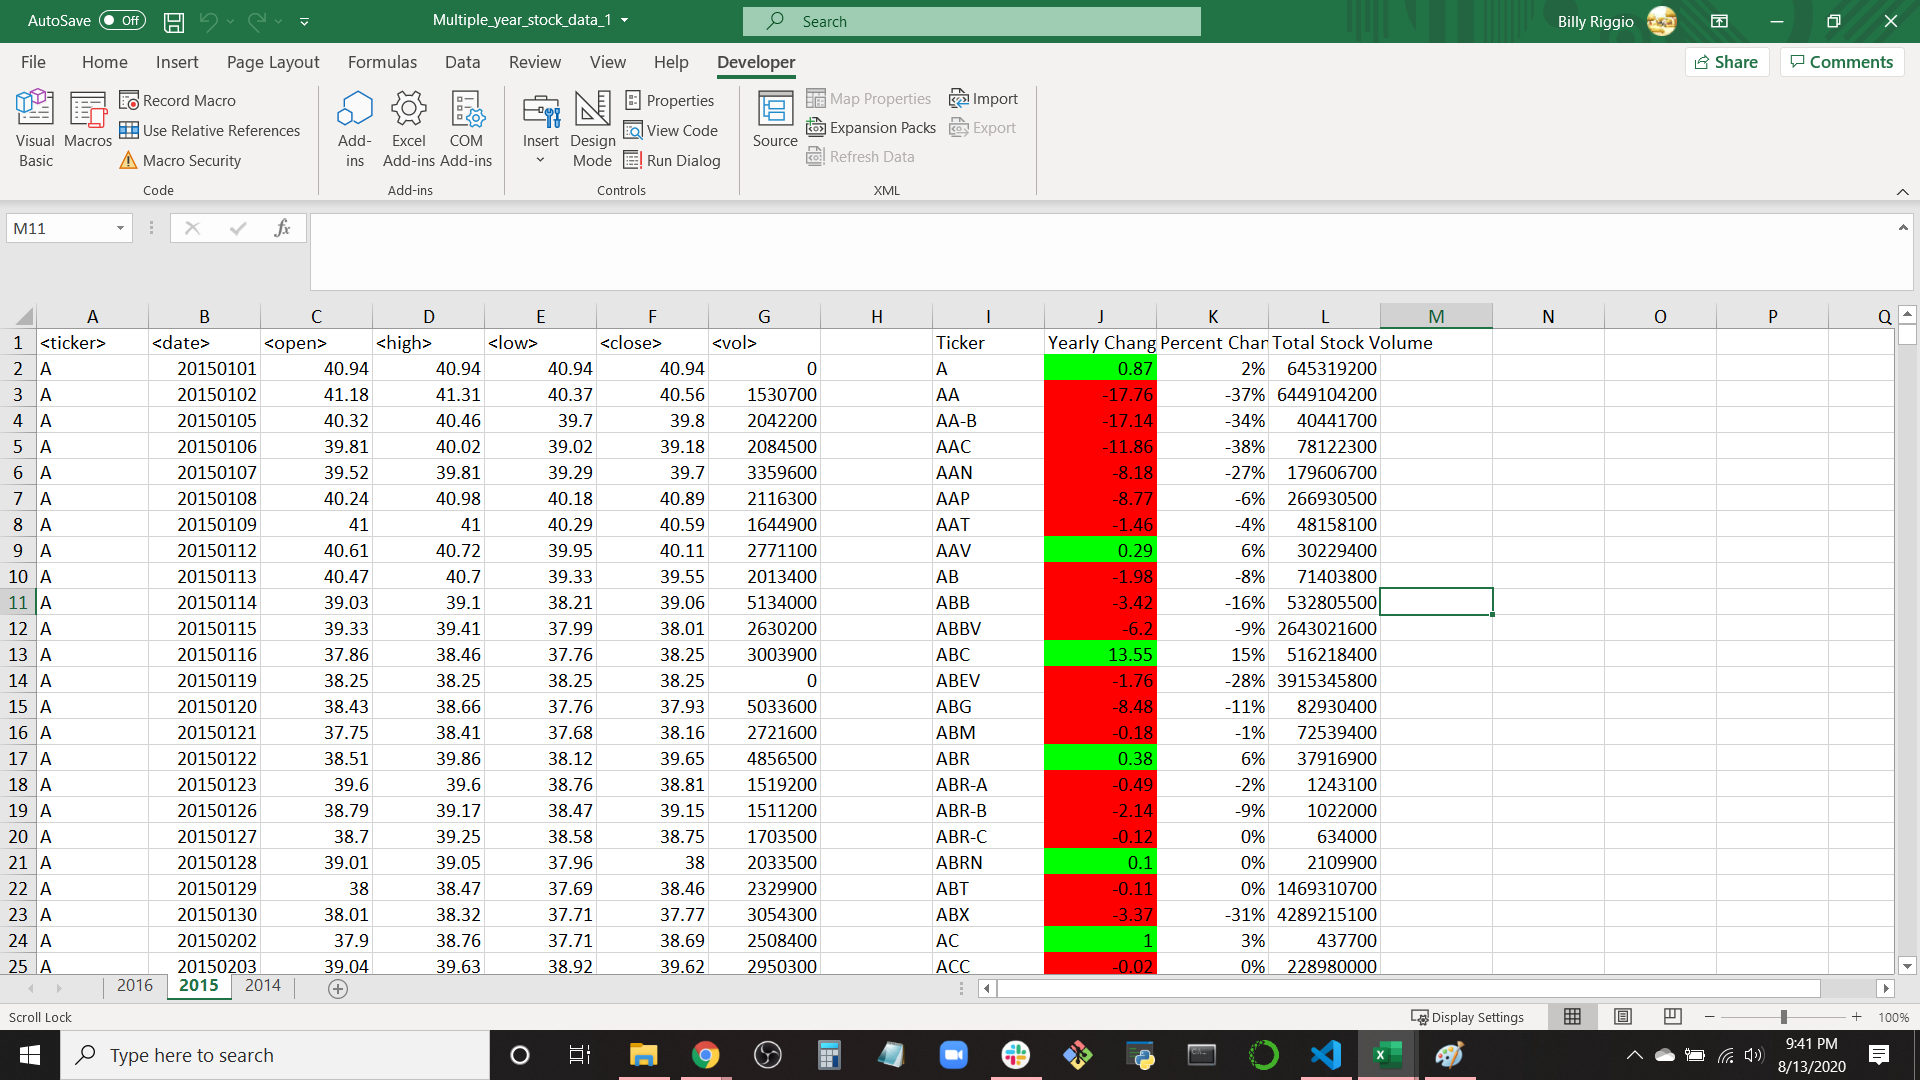 AutoSave Off Multiple_year_stock_data_1 Search Billy Riggio
File Home Insert Page Layout Formulas Data Review View Help Developer Share Comments
Visual Basic
Macros
Record Macro
Use Relative References
Macro Security
Code
Add-ins
Excel Add-ins
COM Add-ins
Add-ins
Insert
Design Mode
Properties
View Code
Run Dialog
Controls
Source
Map Properties
Expansion Packs
Refresh Data
Import
Export
XML
M11 fx
A B C D E F G H I J K L M N O P Q
1 <ticker> <date> <open> <high> <low> <close> <vol> Ticker Yearly Chang Percent Chan Total Stock Volume
2 A 20150101 40.94 40.94 40.94 40.94 0 A 0.87 2% 645319200
3 A 20150102 41.18 41.31 40.37 40.56 1530700 AA -17.76 -37% 6449104200
4 A 20150105 40.32 40.46 39.7 39.8 2042200 AA-B -17.14 -34% 40441700
5 A 20150106 39.81 40.02 39.02 39.18 2084500 AAC -11.86 -38% 78122300
6 A 20150107 39.52 39.81 39.29 39.7 3359600 AAN -8.18 -27% 179606700
7 A 20150108 40.24 40.98 40.18 40.89 2116300 AAP -8.77 -6% 266930500
8 A 20150109 41 41 40.29 40.59 1644900 AAT -1.46 -4% 48158100
9 A 20150112 40.61 40.72 39.95 40.11 2771100 AAV 0.29 6% 30229400
10 A 20150113 40.47 40.7 39.33 39.55 2013400 AB -1.98 -8% 71403800
11 A 20150114 39.03 39.1 38.21 39.06 5134000 ABB -3.42 -16% 532805500
12 A 20150115 39.33 39.41 37.99 38.01 2630200 ABBV -6.2 -9% 2643021600
13 A 20150116 37.86 38.46 37.76 38.25 3003900 ABC 13.55 15% 516218400
14 A 20150119 38.25 38.25 38.25 38.25 0 ABEV -1.76 -28% 3915345800
15 A 20150120 38.43 38.66 37.76 37.93 5033600 ABG -8.48 -11% 82930400
16 A 20150121 37.75 38.41 37.68 38.16 2721600 ABM -0.18 -1% 72539400
17 A 20150122 38.51 39.86 38.12 39.65 4856500 ABR 0.38 6% 37916900
18 A 20150123 39.6 39.6 38.76 38.81 1519200 ABR-A -0.49 -2% 1243100
19 A 20150126 38.79 39.17 38.47 39.15 1511200 ABR-B -2.14 -9% 1022000
20 A 20150127 38.7 39.25 38.58 38.75 1703500 ABR-C -0.12 0% 634000
21 A 20150128 39.01 39.05 37.96 38 2033500 ABRN 0.1 0% 2109900
22 A 20150129 38 38.47 37.69 38.46 2329900 ABT -0.11 0% 1469310700
23 A 20150130 38.01 38.32 37.71 37.77 3054300 ABX -3.37 -31% 4289215100
24 A 20150202 37.9 38.76 37.71 38.69 2508400 AC 1 3% 437700
25 A 20150203 39.04 39.63 38.92 39.62 2950300 ACC -0.02 0% 228980000
2016 2015 2014
Scroll Lock Display Settings 100%
Type here to search 9:41 PM
8/13/2020